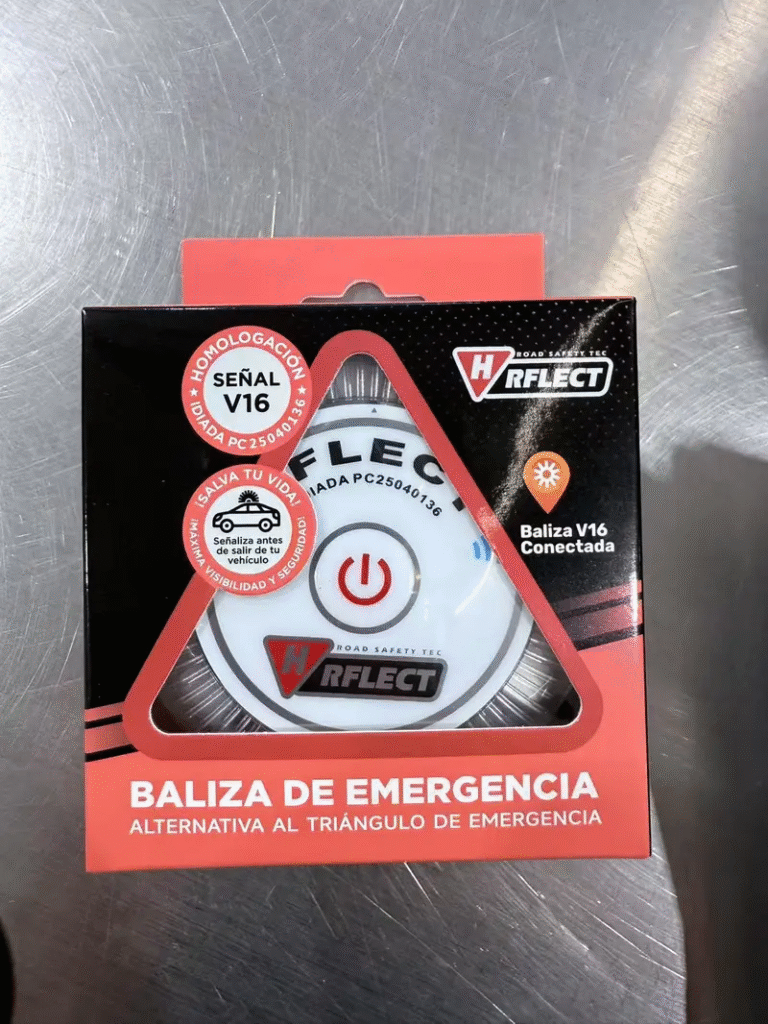 HOMOLOGACIÓN
SEÑAL
V16
IDIADA PC25040136
ROAD SAFETY TEC
H RFLECT
¡SALVA TU VIDA!
Señaliza antes
de salir de tu
vehículo
¡MÁXIMA VISIBILIDAD Y SEGURIDAD!
FLECT
IADA PC25040136
Baliza V16
Conectada
ROAD SAFETY TEC
H RFLECT
BALIZA DE EMERGENCIA
ALTERNATIVA AL TRIÁNGULO DE EMERGENCIA